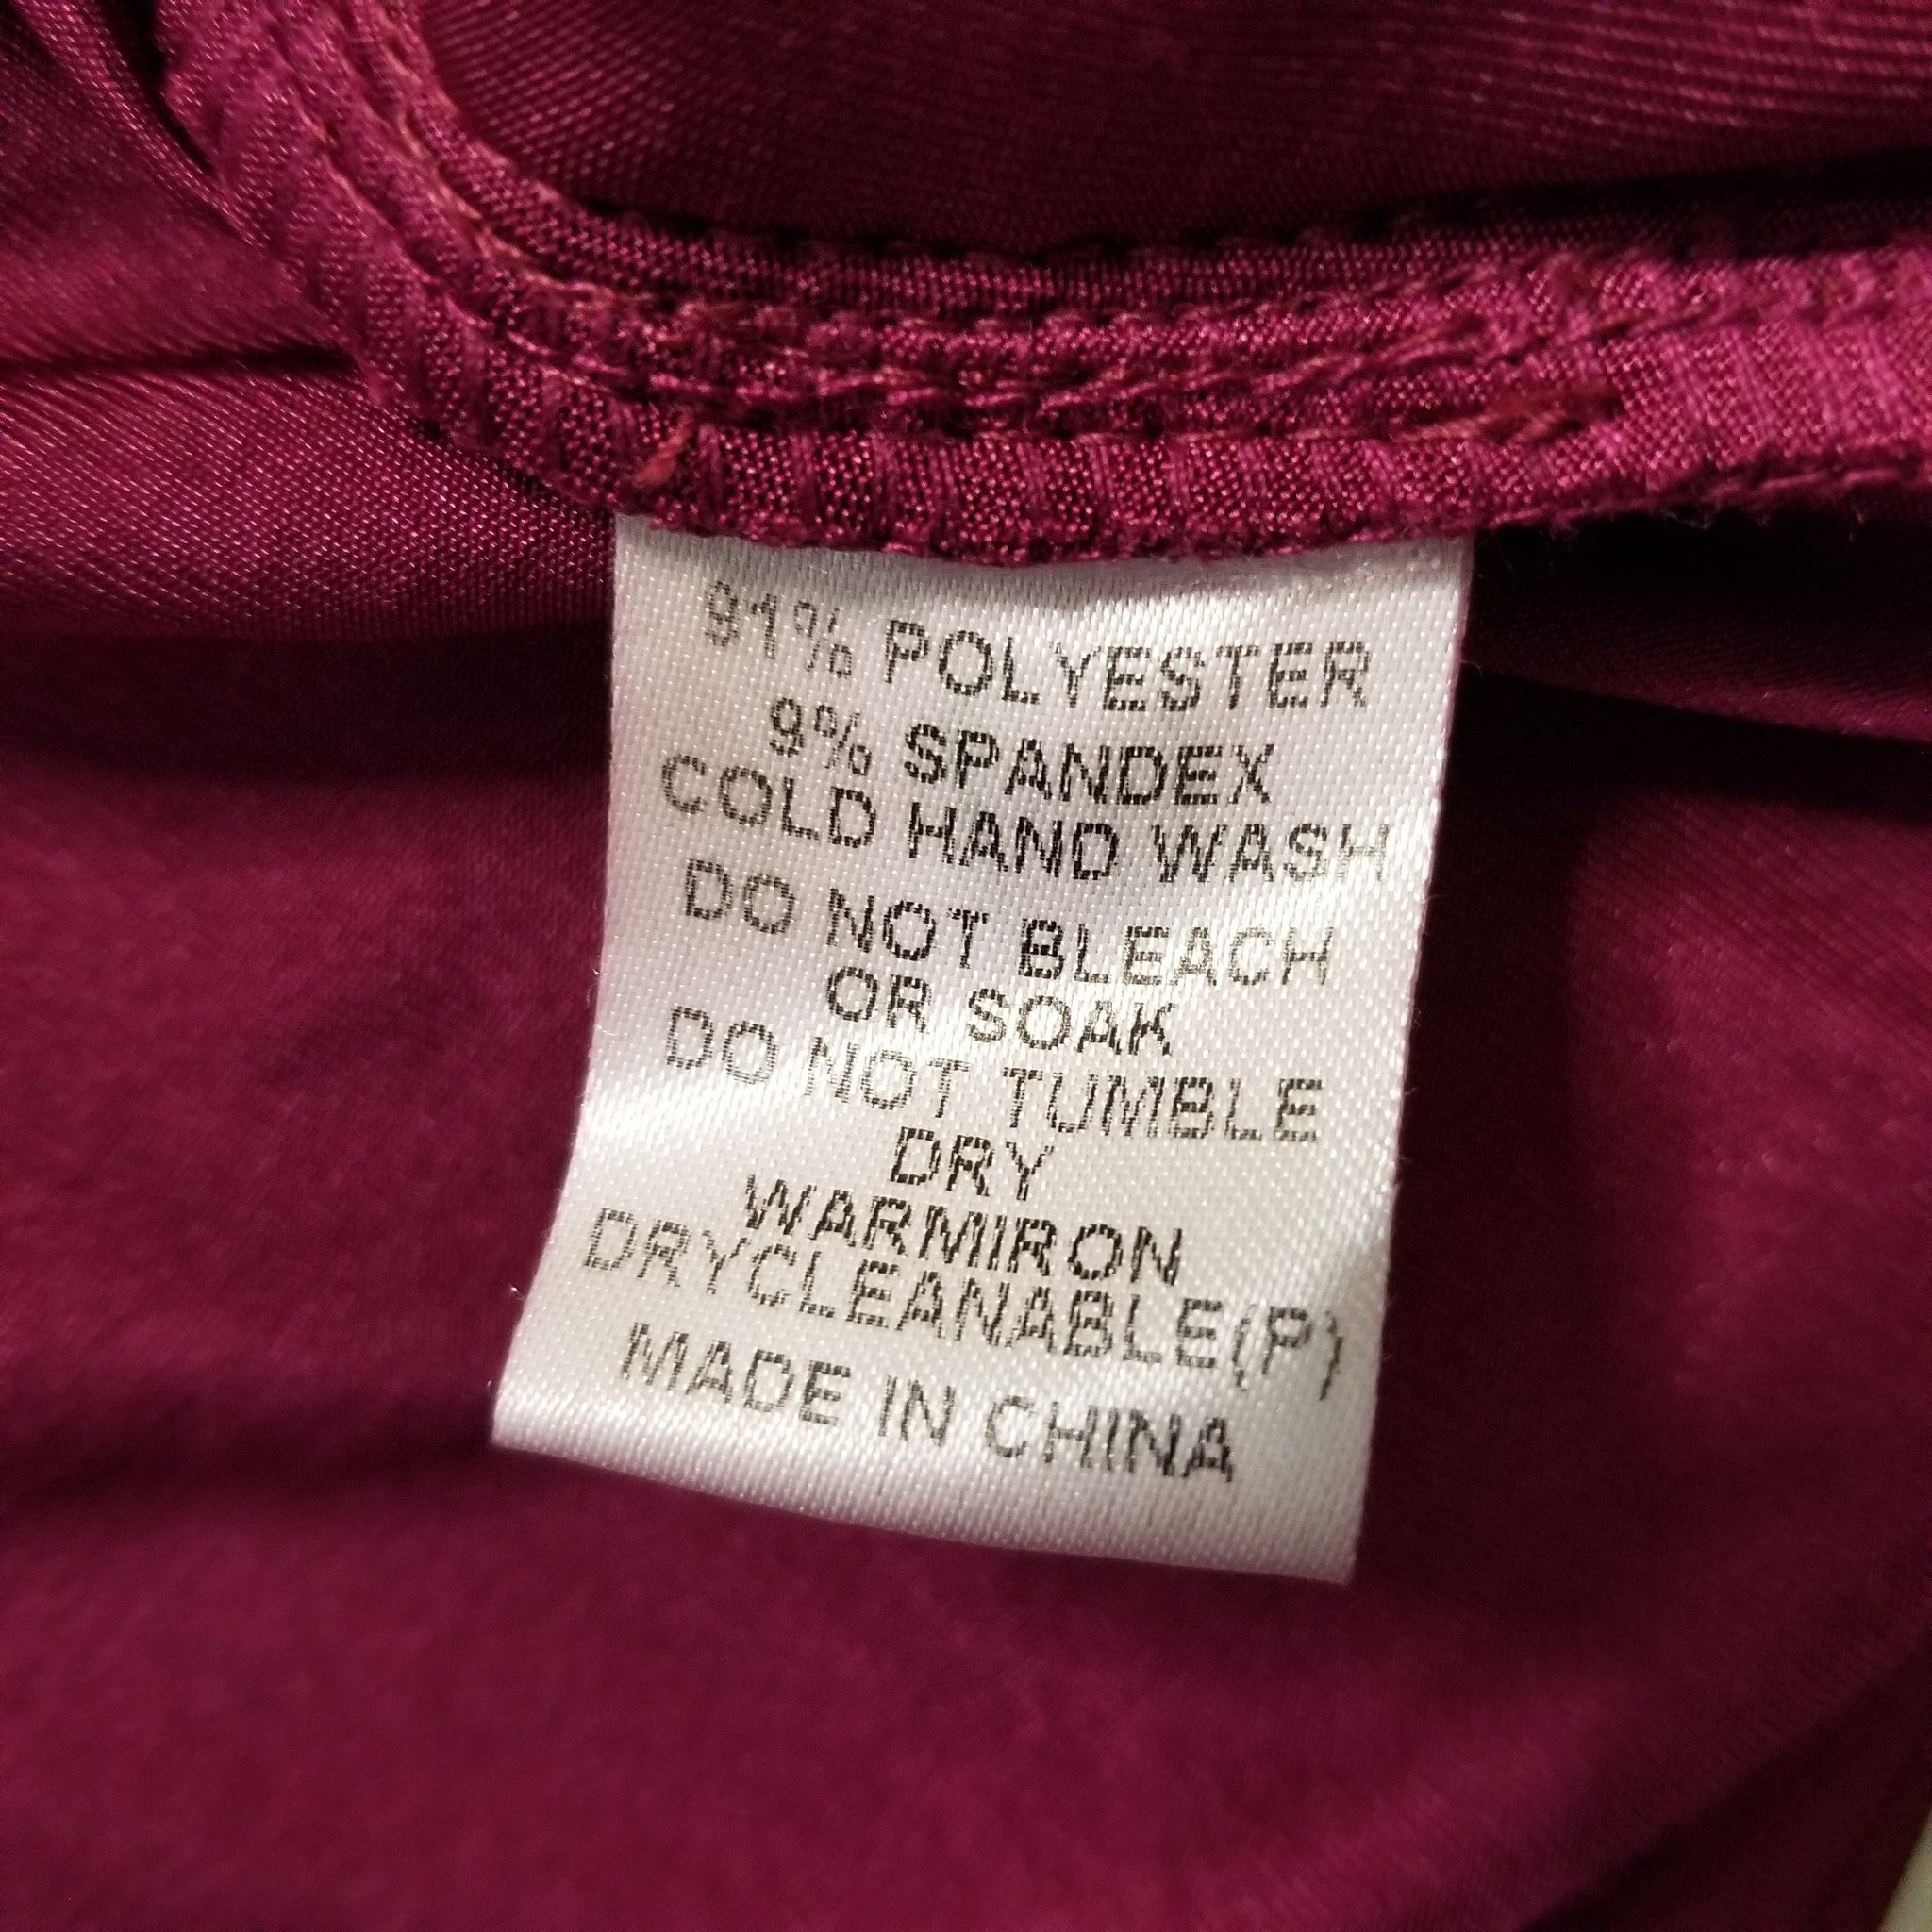 91% POLYESTER
9% SPANDEX
COLD HAND WASH
DO NOT BLEACH
OR SOAK
DO NOT TUMBLE
DRY
WARMIRON
DRYCLEANABLE(P)
MADE IN CHINA